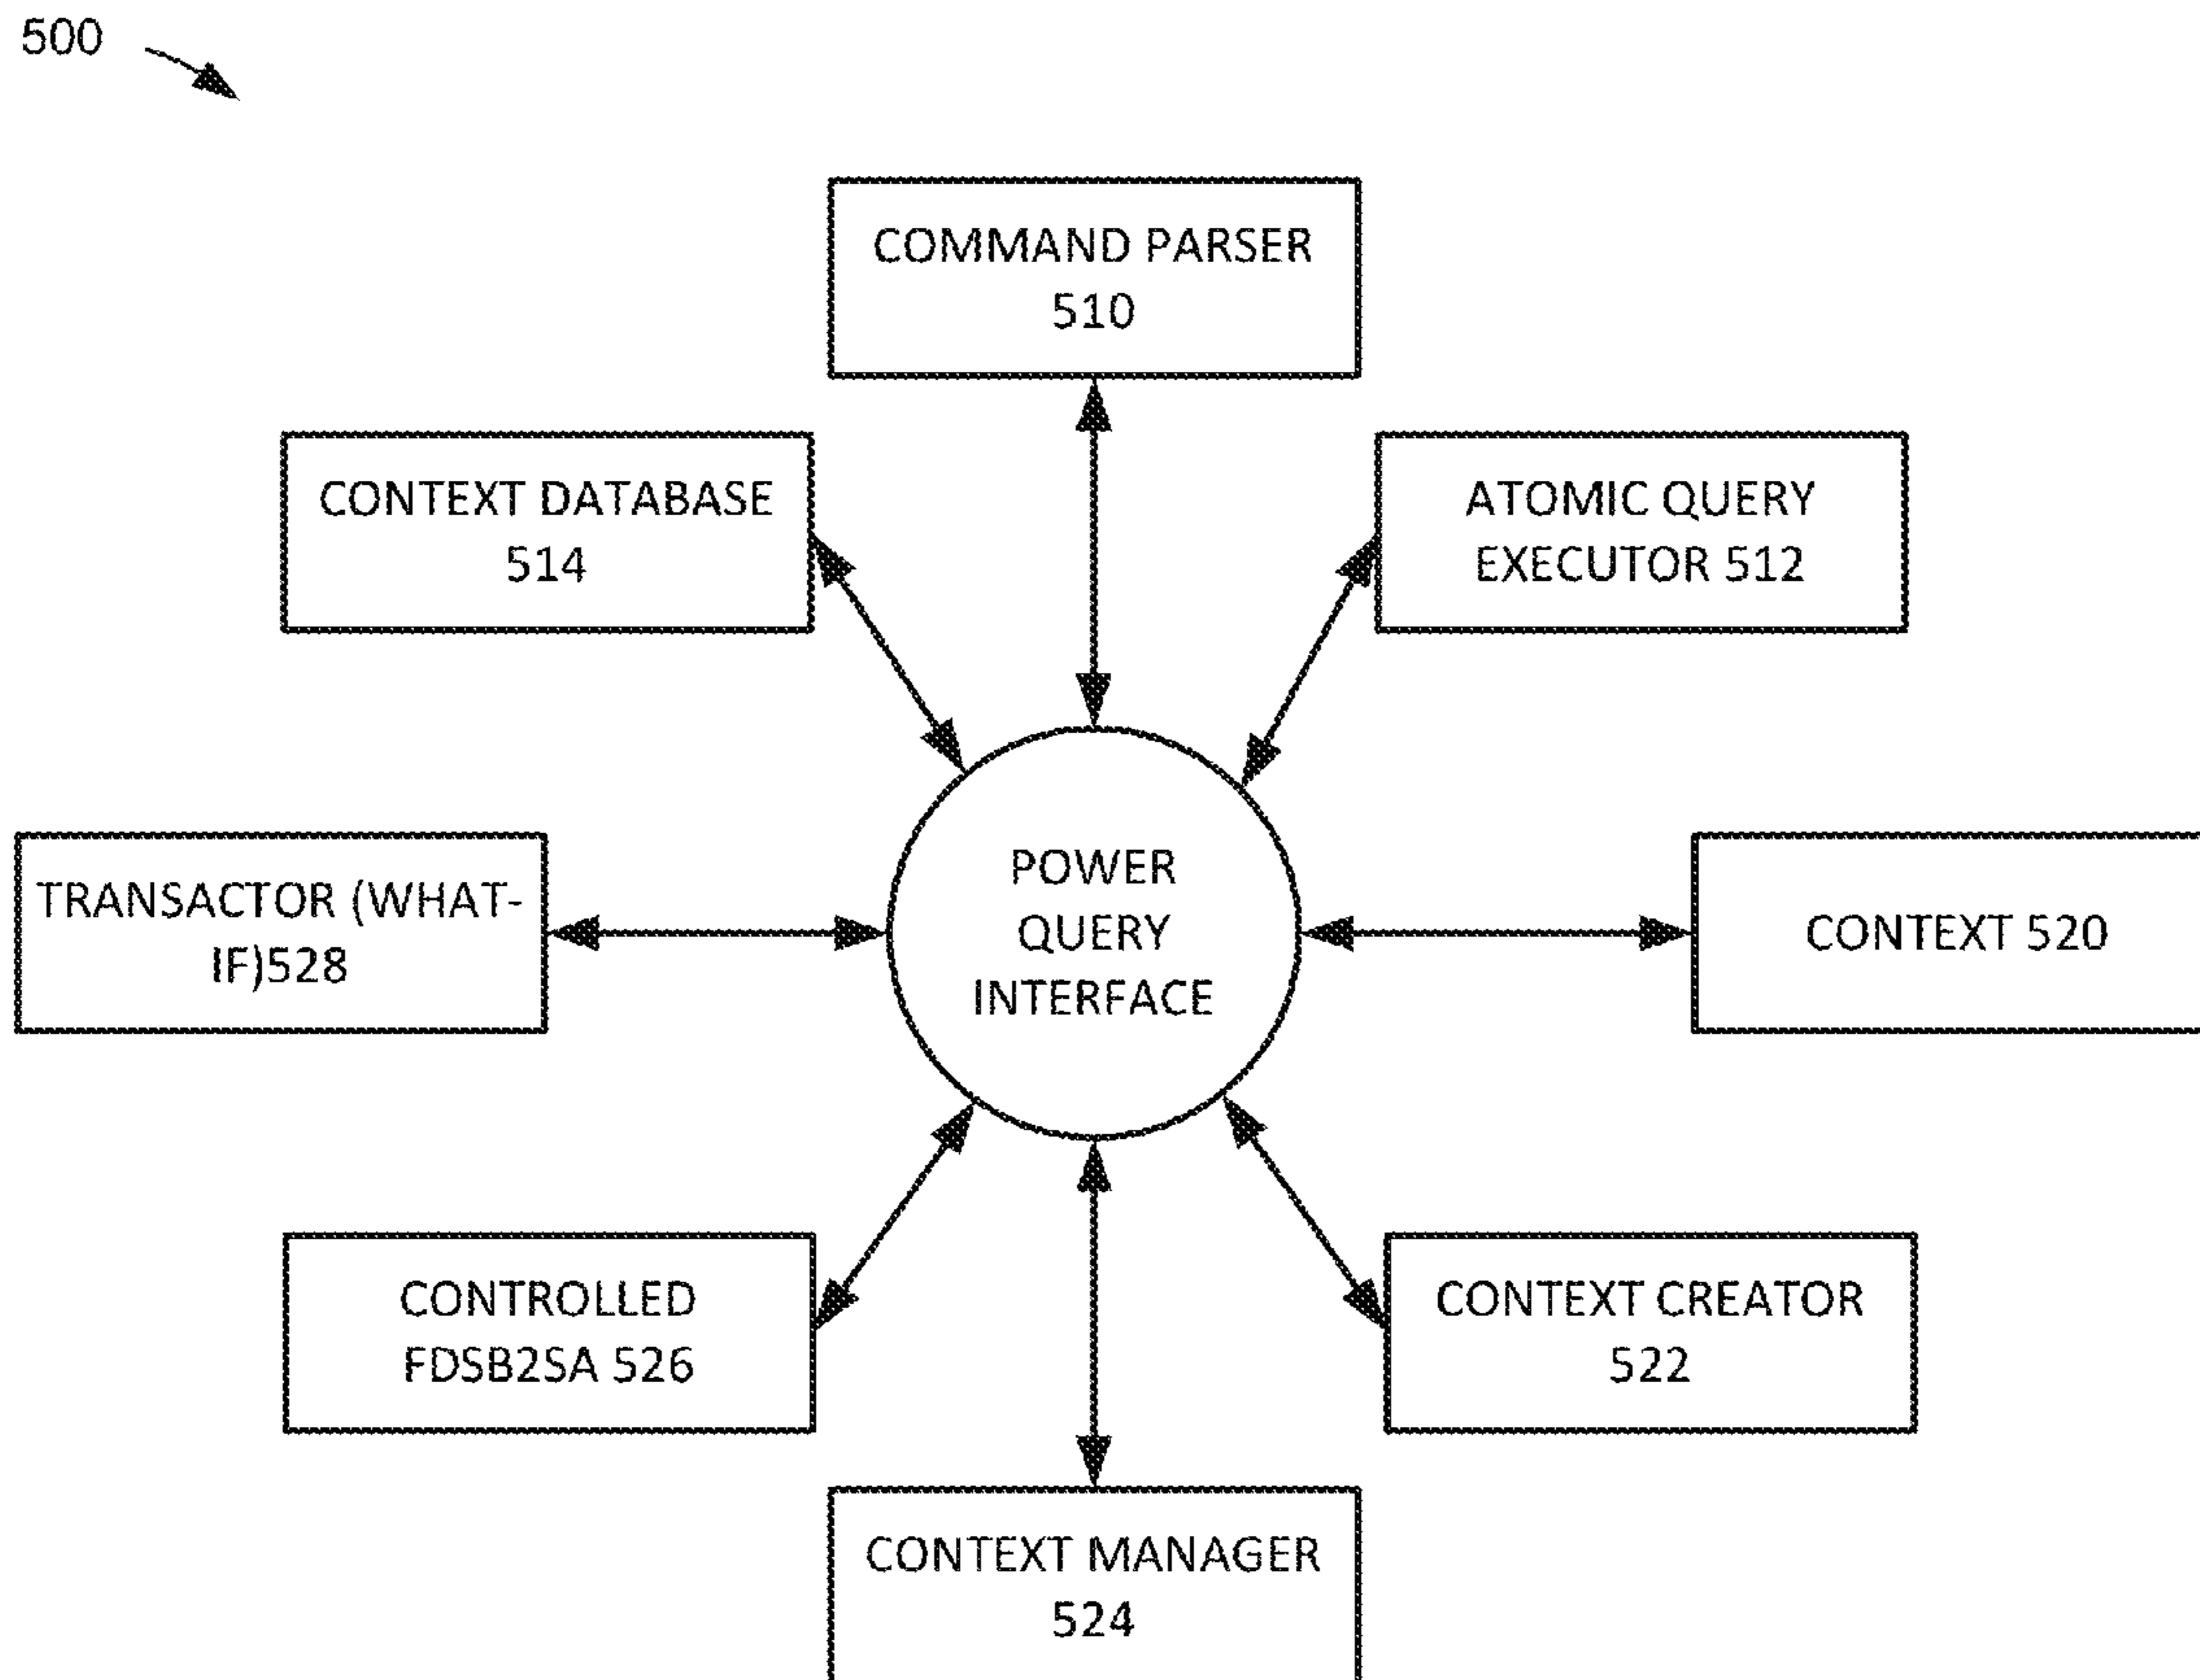 500
COMMAND PARSER
510
CONTEXT DATABASE
514
ATOMIC QUERY
EXECUTOR 512
TRANSACTOR (WHAT-
IF)528
POWER
QUERY
INTERFACE
CONTEXT 520
CONTROLLED
FDSB2SA 526
CONTEXT CREATOR
522
CONTEXT MANAGER
524